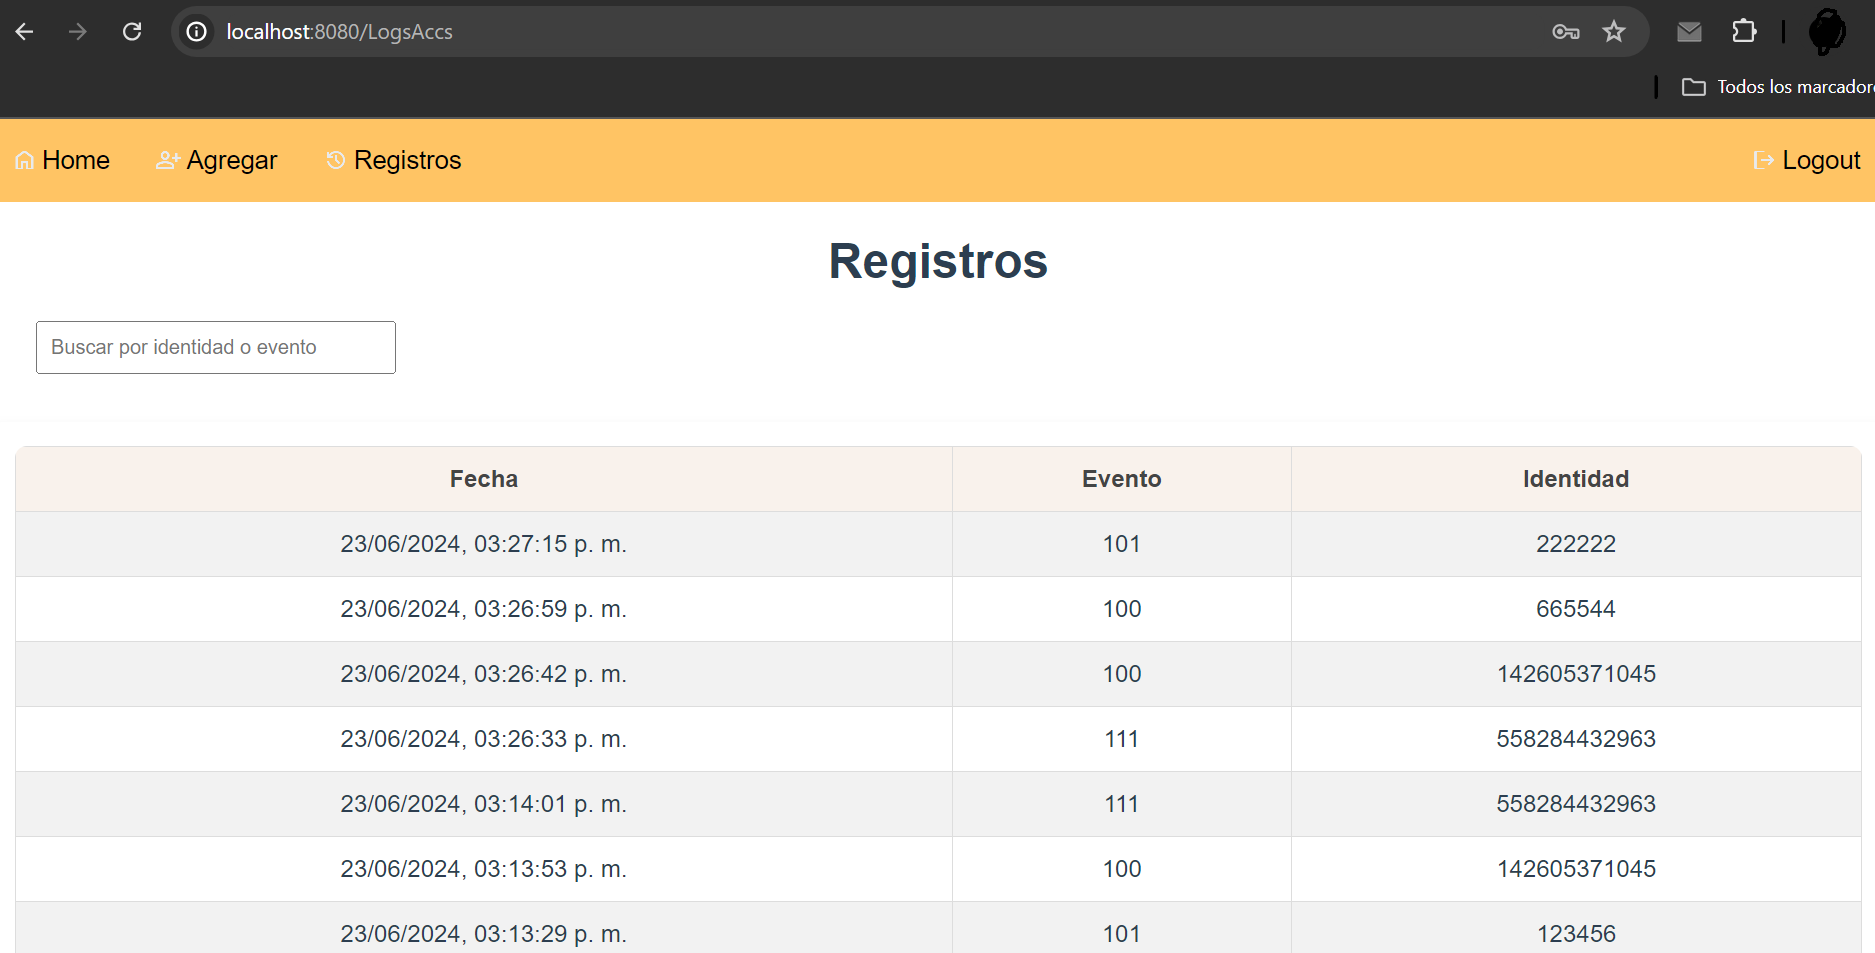 localhost:8080/LogsAccs
Todos los marcadore
Home Agregar Registros Logout
Registros
Buscar por identidad o evento
Fecha Evento Identidad
23/06/2024, 03:27:15 p. m. 101 222222
23/06/2024, 03:26:59 p. m. 100 665544
23/06/2024, 03:26:42 p. m. 100 142605371045
23/06/2024, 03:26:33 p. m. 111 558284432963
23/06/2024, 03:14:01 p. m. 111 558284432963
23/06/2024, 03:13:53 p. m. 100 142605371045
23/06/2024, 03:13:29 p. m. 101 123456